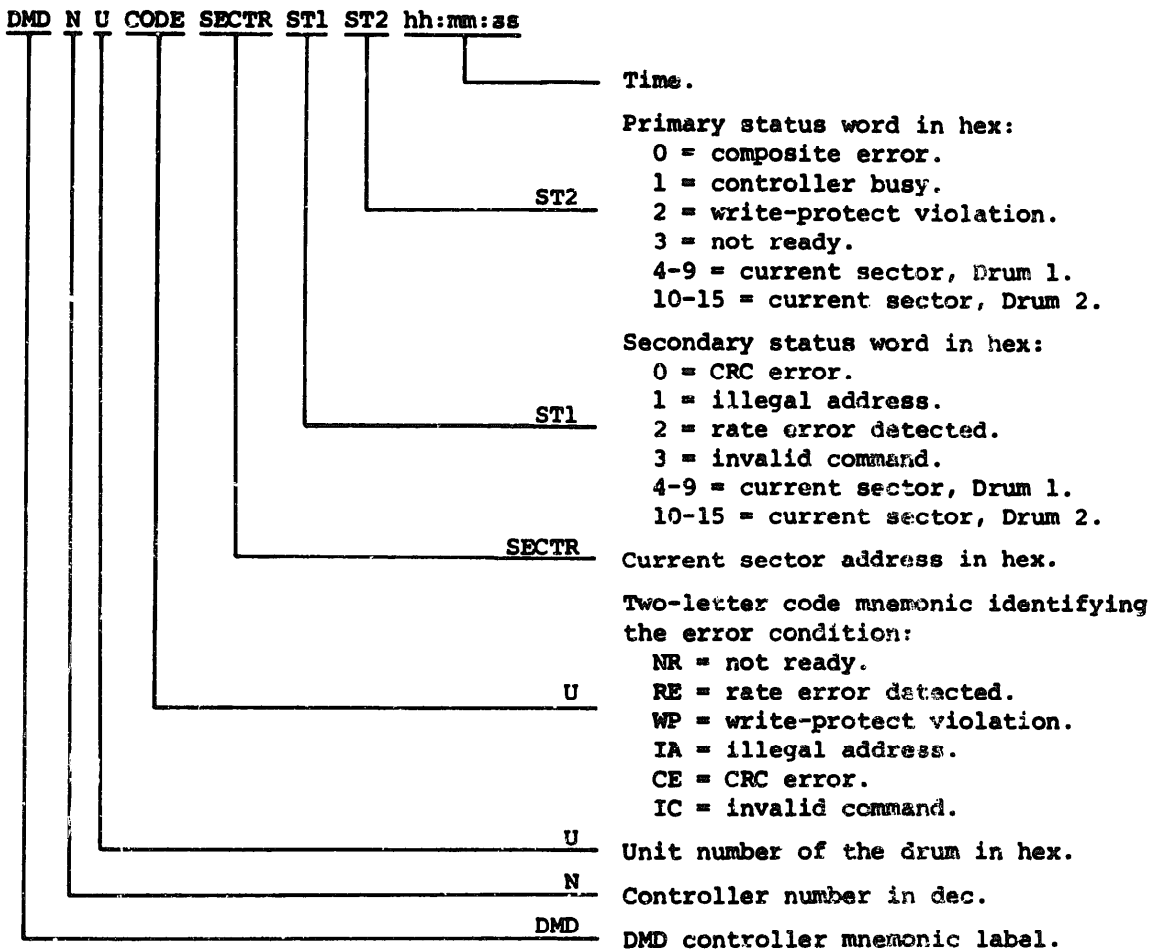 DMD N U CODE SECTR ST1 ST2 hh:mm:ss
Time.
Primary status word in hex:
0 = composite error.
1 = controller busy.
ST2
2 = write-protect violation.
3 = not ready.
4-9 = current sector, Drum 1.
10-15 = current sector, Drum 2.
Secondary status word in hex:
0 = CRC error.
1 = illegal address.
ST1
2 = rate error detected.
3 = invalid command.
4-9 = current sector, Drum 1.
10-15 = current sector, Drum 2.
SECTR
Current sector address in hex.
Two-letter code mnemonic identifying
the error condition:
NR = not ready.
U
RE = rate error detected.
WP = write-protect violation.
IA = illegal address.
CE = CRC error.
IC = invalid command.
U
Unit number of the drum in hex.
N
Controller number in dec.
DMD
DMD controller mnemonic label.